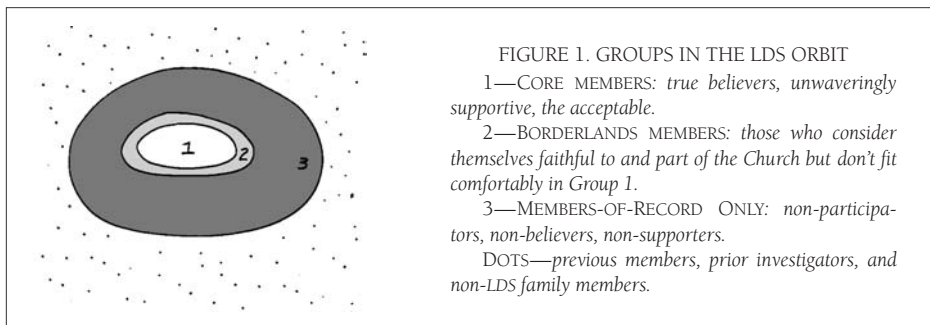 FIGURE 1. GROUPS IN THE LDS ORBIT
1—CORE MEMBERS: true believers, unwaveringly
supportive, the acceptable.
2—BORDERLANDS MEMBERS: those who consider
themselves faithful to and part of the Church but don't fit
comfortably in Group 1.
3—MEMBERS-OF-RECORD ONLY: non-participa-
tors, non-believers, non-supporters.
DOTS—previous members, prior investigators, and
non-LDS family members.
1
2
3